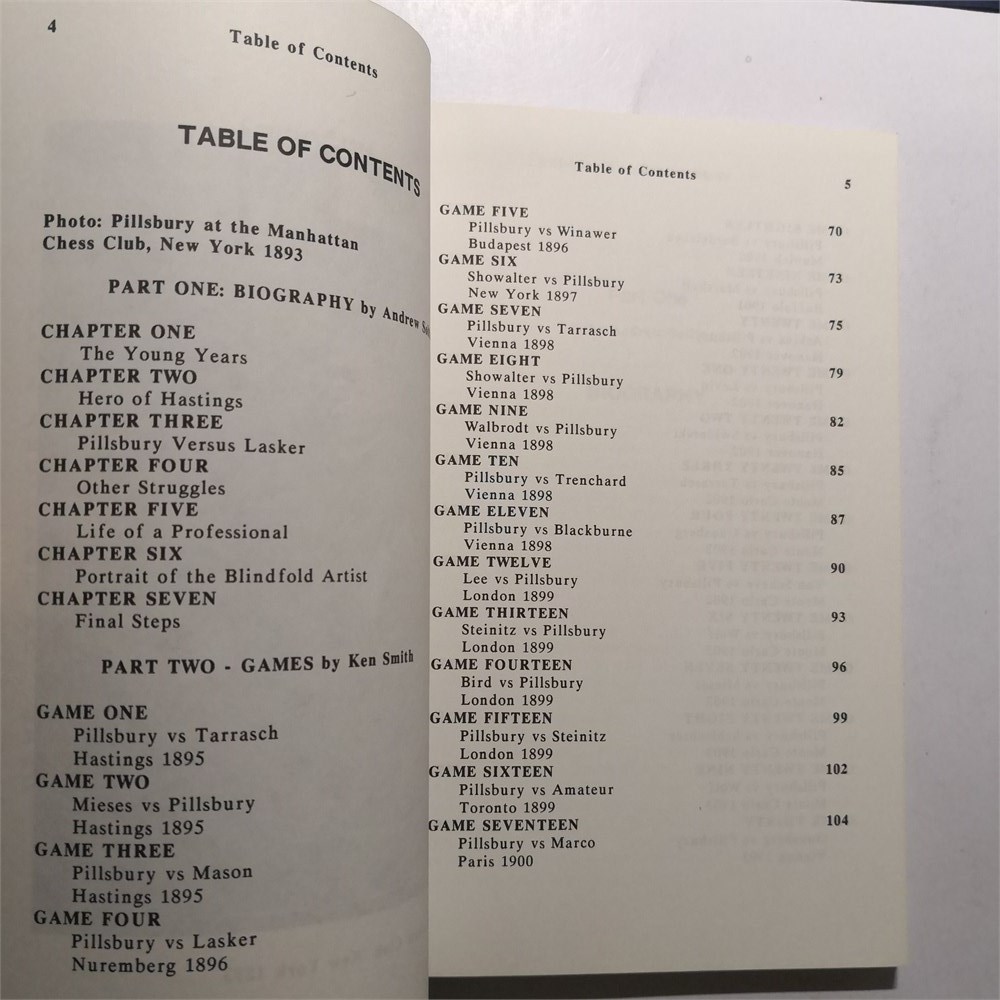 4
Table of Contents
TABLE OF CONTENTS
Photo: Pillsbury at the Manhattan
Chess Club, New York 1893
PART ONE: BIOGRAPHY by Andrew
CHAPTER ONE
The Young Years
CHAPTER TWO
Hero of Hastings
CHAPTER THREE
Pillsbury Versus Lasker
CHAPTER FOUR
Other Struggles
CHAPTER FIVE
Life of a Professional
CHAPTER SIX
Portrait of the Blindfold Artist
CHAPTER SEVEN
Final Steps
PART TWO - GAMES by Ken Smith
GAME ONE
Pillsbury vs Tarrasch
Hastings 1895
GAME TWO
Mieses vs Pillsbury
Hastings 1895
GAME THREE
Pillsbury vs Mason
Hastings 1895
GAME FOUR
Pillsbury vs Lasker
Nuremberg 1896
Table of Contents
5
GAME FIVE 70
Pillsbury vs Winawer
Budapest 1896
GAME SIX 73
Showalter vs Pillsbury
New York 1897
GAME SEVEN 75
Pillsbury vs Tarrasch
Vienna 1898
GAME EIGHT 79
Showalter vs Pillsbury
Vienna 1898
GAME NINE 82
Walbrodt vs Pillsbury
Vienna 1898
GAME TEN 85
Pillsbury vs Trenchard
Vienna 1898
GAME ELEVEN 87
Pillsbury vs Blackburne
Vienna 1898
GAME TWELVE 90
Lee vs Pillsbury
London 1899
GAME THIRTEEN 93
Steinitz vs Pillsbury
London 1899
GAME FOURTEEN 96
Bird vs Pillsbury
London 1899
GAME FIFTEEN 99
Pillsbury vs Steinitz
London 1899
GAME SIXTEEN 102
Pillsbury vs Amateur
Toronto 1899
GAME SEVENTEEN 104
Pillsbury vs Marco
Paris 1900